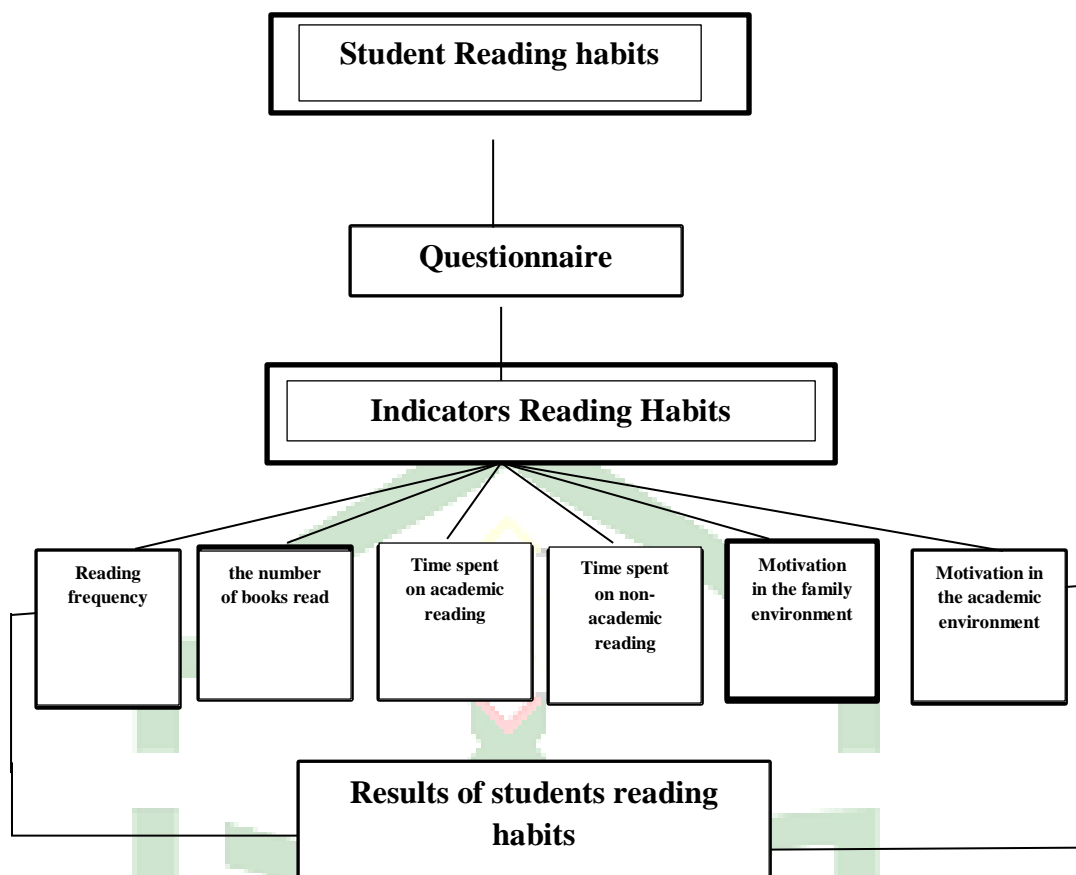 Student Reading habits
Questionnaire
Indicators Reading Habits
Reading
frequency
the number
of books read
Time spent
on academic
reading
Time spent
on non-
academic
reading
Motivation
in the family
environment
Motivation in
the academic
environment
Results of students reading
habits